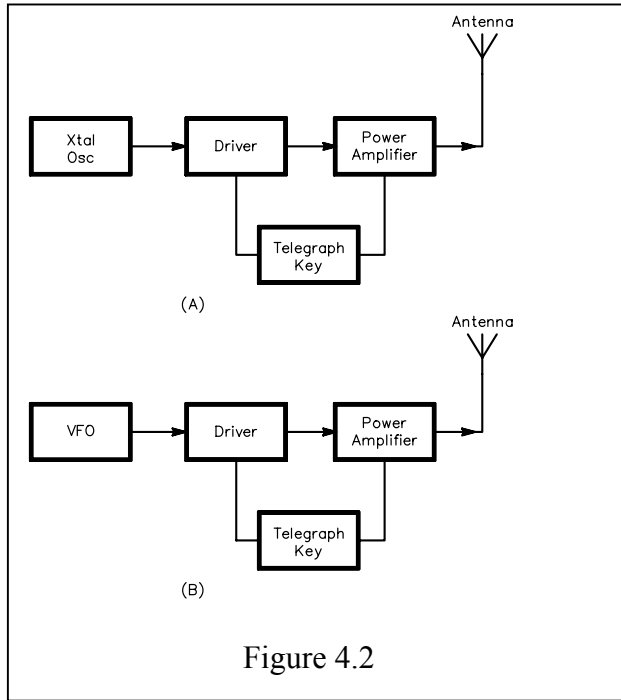 Antenna
Xtal
Osc
Driver
Power
Amplifier
Telegraph
Key
(A)
Antenna
VFO
Driver
Power
Amplifier
Telegraph
Key
(B)
Figure 4.2